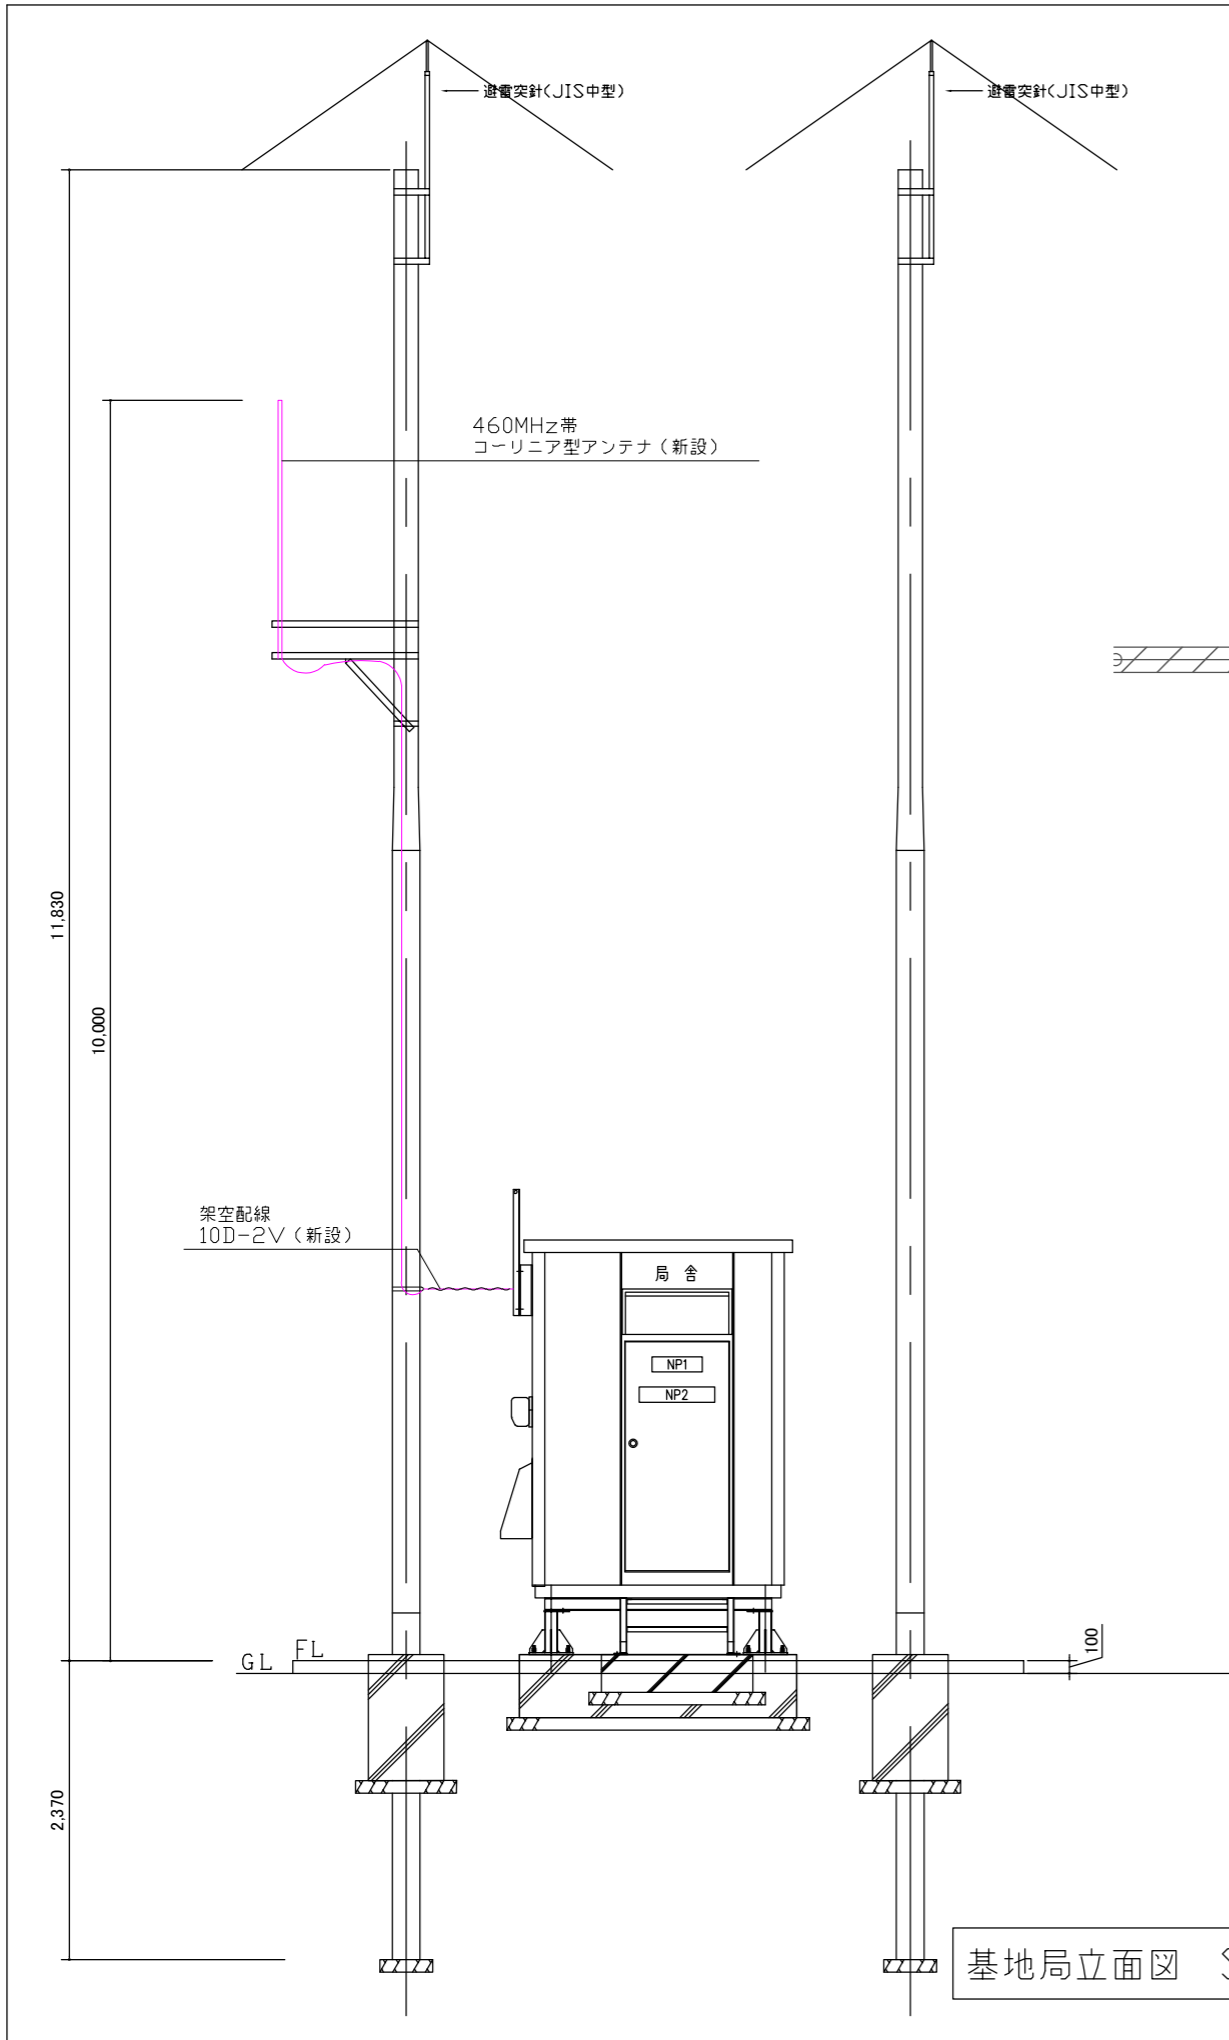 避雷突針(JIS中型)
避雷突針(JIS中型)
460MHz帯
コーリニア型アンテナ（新設）
11,830
10,000
架空配線
10D-2V（新設）
局 舎
NP1
NP2
GL
FL
100
2,370
基地局立面図